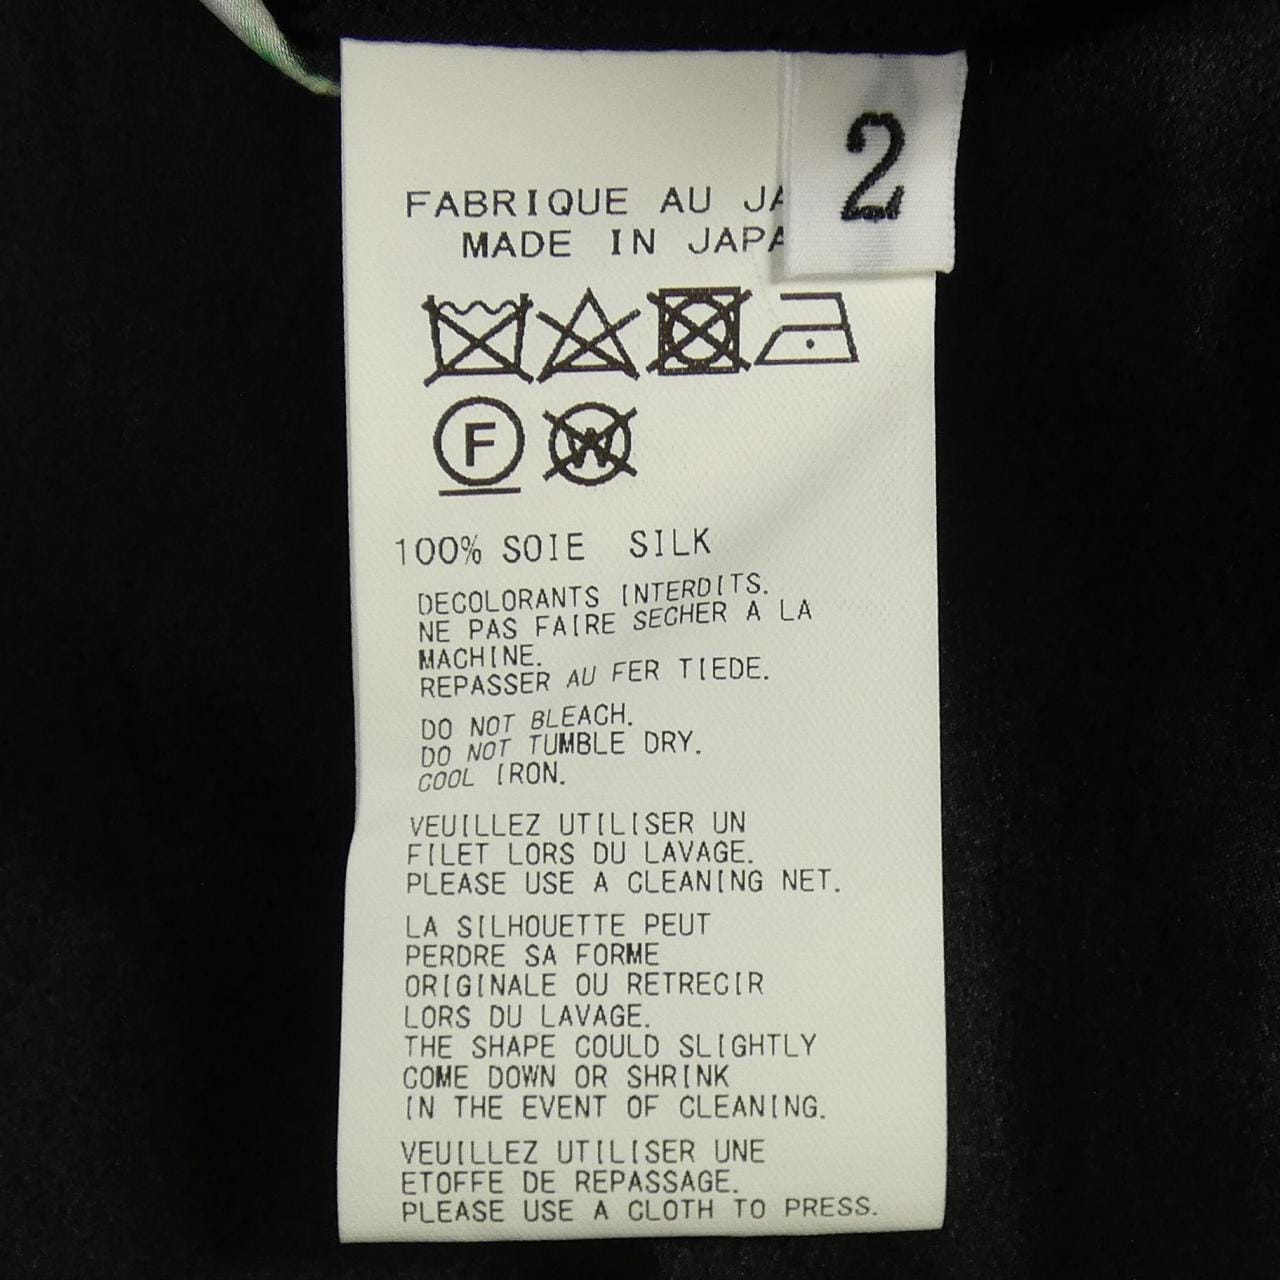 2
FABRIQUE AU JA
MADE IN JAPA
F
W
100% SOIE SILK
DECOLORANTS INTERDITS.
NE PAS FAIRE SECHER A LA
MACHINE.
REPASSER AU FER TIEDE.
DO NOT BLEACH.
DO NOT TUMBLE DRY.
COOL IRON.
VEUILLEZ UTILISER UN
FILET LORS DU LAVAGE.
PLEASE USE A CLEANING NET.
LA SILHOUETTE PEUT
PERDRE SA FORME
ORIGINALE OU RETRECIR
LORS DU LAVAGE.
THE SHAPE COULD SLIGHTLY
COME DOWN OR SHRINK
IN THE EVENT OF CLEANING.
VEUILLEZ UTILISER UNE
ETOFFE DE REPASSAGE.
PLEASE USE A CLOTH TO PRESS.